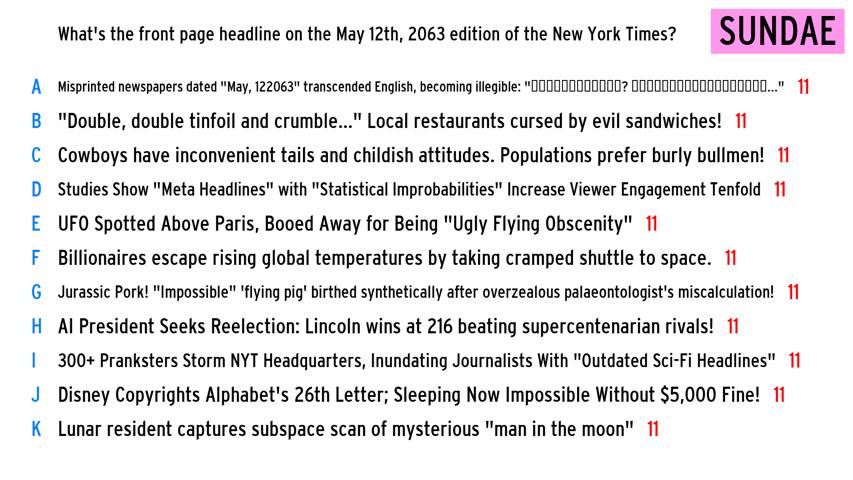 What's the front page headline on the May 12th, 2063 edition of the New York Times?
SUNDAE
A Misprinted newspapers dated "May, 122063" transcended English, becoming illegible: "▯▯▯▯▯▯▯▯▯▯▯▯▯? ▯▯▯▯▯▯▯▯▯▯▯▯▯▯▯▯▯▯▯..." 11
B "Double, double tinfoil and crumble..." Local restaurants cursed by evil sandwiches! 11
C Cowboys have inconvenient tails and childish attitudes. Populations prefer burly bullmen! 11
D Studies Show "Meta Headlines" with "Statistical Improbabilities" Increase Viewer Engagement Tenfold 11
E UFO Spotted Above Paris, Booed Away for Being "Ugly Flying Obscenity" 11
F Billionaires escape rising global temperatures by taking cramped shuttle to space. 11
G Jurassic Pork! "Impossible" 'flying pig' birthed synthetically after overzealous palaeontologist's miscalculation! 11
H AI President Seeks Reelection: Lincoln wins at 216 beating supercentenarian rivals! 11
I 300+ Pranksters Storm NYT Headquarters, Inundating Journalists With "Outdated Sci-Fi Headlines" 11
J Disney Copyrights Alphabet's 26th Letter; Sleeping Now Impossible Without $5,000 Fine! 11
K Lunar resident captures subspace scan of mysterious "man in the moon" 11